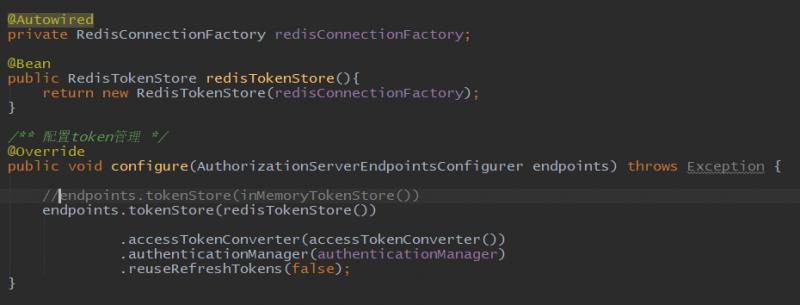 @Autowired
private RedisConnectionFactory redisConnectionFactory;
@Bean
public RedisTokenStore redisTokenStore(){
return new RedisTokenStore(redisConnectionFactory);
}
/** 配置token管理 */
@Override
public void configure(AuthorizationServerEndpointsConfigurer endpoints) throws Exception {
//endpoints.tokenStore(inMemoryTokenStore())
endpoints.tokenStore(redisTokenStore())
.accessTokenConverter(accessTokenConverter())
.authenticationManager(authenticationManager)
.reuseRefreshTokens(false);
}